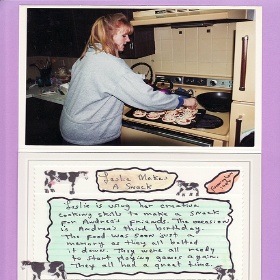 Leslie Makes
A Snack
Leslie is using her creative
cooking skills to make a snack
for Andrea's friends. The occasion
is Andrea's third birthday.
The food was soon just a
memory as they all bolted
it down. They were all ready
to start playing games again.
They all had a great time.